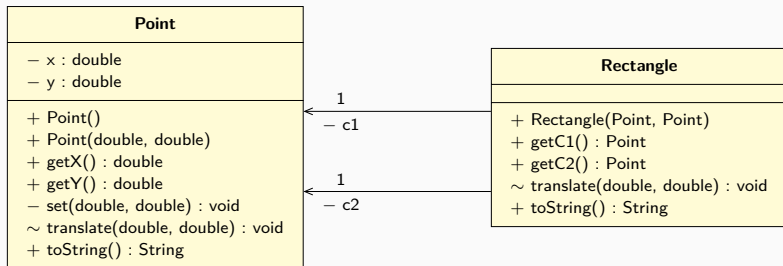 Point
− x : double
− y : double
+ Point()
+ Point(double, double)
+ getX() : double
+ getY() : double
− set(double, double) : void
∼ translate(double, double) : void
+ toString() : String
1
− c1
1
− c2
Rectangle
+ Rectangle(Point, Point)
+ getC1() : Point
+ getC2() : Point
∼ translate(double, double) : void
+ toString() : String